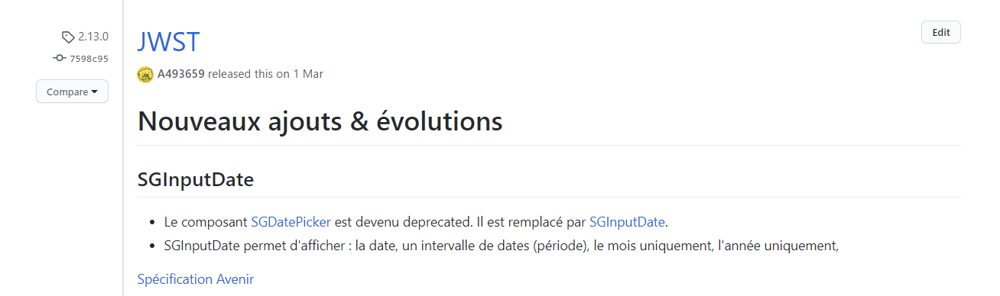 2.13.0
7598c95
Compare
JWST
Edit
A493659 released this on 1 Mar
Nouveaux ajouts & évolutions
SGInputDate
Le composant SGDatePicker est devenu deprecated. Il est remplacé par SGInputDate.
SGInputDate permet d'afficher : la date, un intervalle de dates (période), le mois uniquement, l'année uniquement,
Spécification Avenir